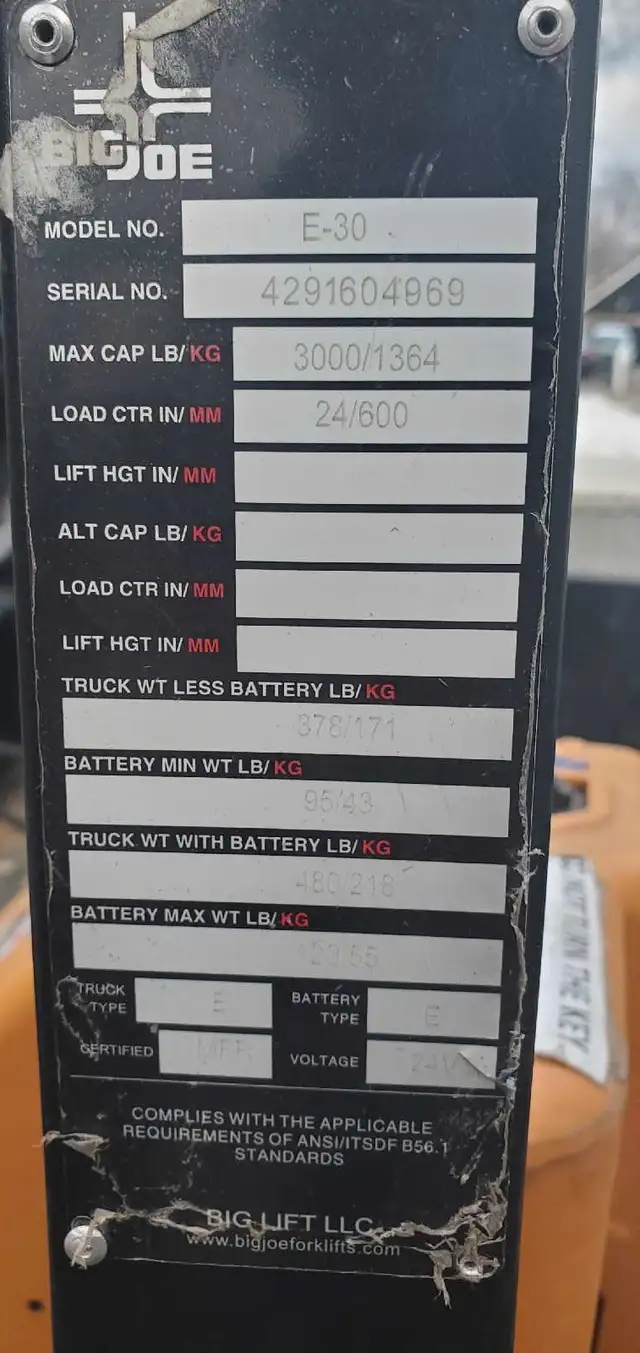 BIG JOE
MODEL NO. E-30
SERIAL NO. 4291604969
MAX CAP LB/KG 3000/1364
LOAD CTR IN/MM 24/600
LIFT HGT IN/MM
ALT CAP LB/KG
LOAD CTR IN/MM
LIFT HGT IN/MM
TRUCK WT LESS BATTERY LB/KG
378/171
BATTERY MIN WT LB/KG
95/43
TRUCK WT WITH BATTERY LB/KG
480/218
BATTERY MAX WT LB/KG
TRUCK TYPE E BATTERY TYPE E
CERTIFIED MFR VOLTAGE 24V
COMPLIES WITH THE APPLICABLE
REQUIREMENTS OF ANSI/ITSDF B56.1
STANDARDS
BIG LIFT LLC
www.bigjoeforklifts.com
NOT TURN THE KEY